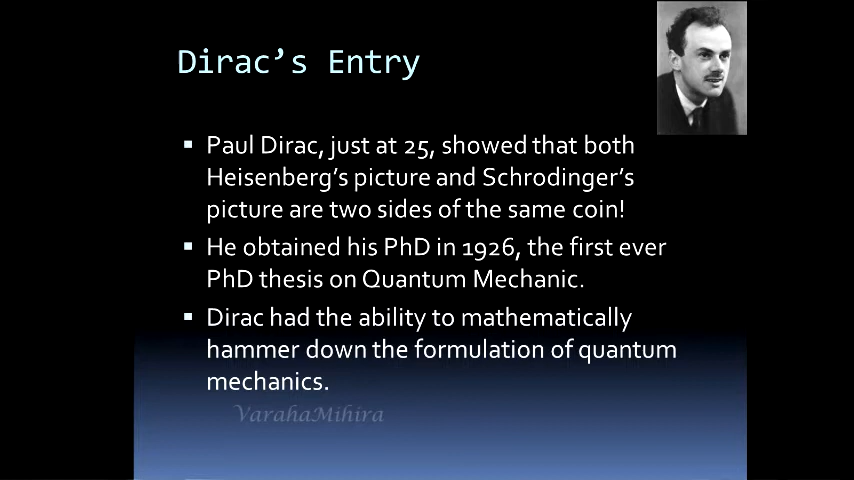 Dirac’s Entry
▪ Paul Dirac, just at 25, showed that both
Heisenberg’s picture and Schrodinger’s
picture are two sides of the same coin!
▪ He obtained his PhD in 1926, the first ever
PhD thesis on Quantum Mechanic.
▪ Dirac had the ability to mathematically
hammer down the formulation of quantum
mechanics.
VarahaMihira